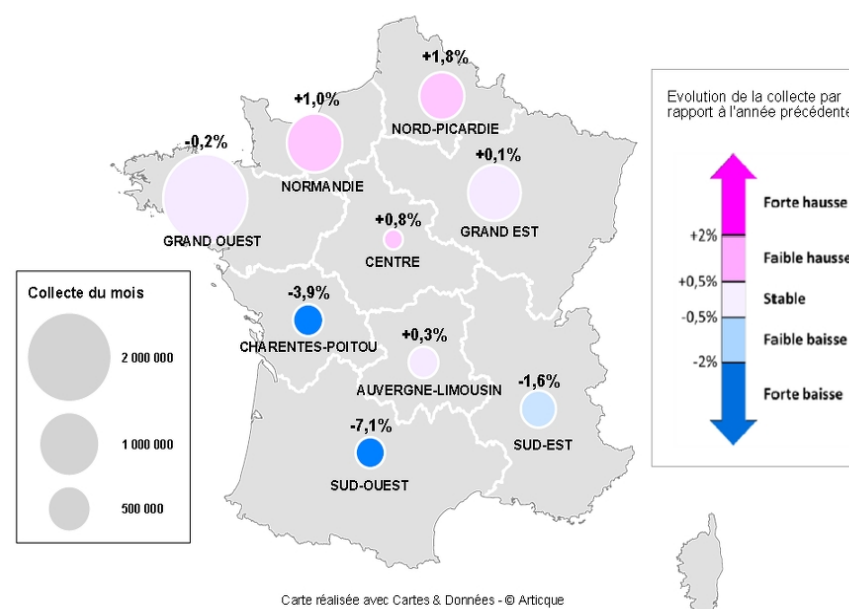 +1,8%
NORD-PICARDIE
+1,0%
NORMANDIE
-0,2%
GRAND OUEST
+0,1%
GRAND EST
+0,8%
CENTRE
-3,9%
CHARENTES-POITOU
+0,3%
AUVERGNE-LIMOUSIN
-1,6%
SUD-EST
-7,1%
SUD-OUEST
Collecte du mois
2 000 000
1 000 000
500 000
Evolution de la collecte par
rapport à l'année précédente
Forte hausse
+2%
Faible hausse
+0,5%
Stable
-0,5%
Faible baisse
-2%
Forte baisse
Carte réalisée avec Cartes & Données - © Articque